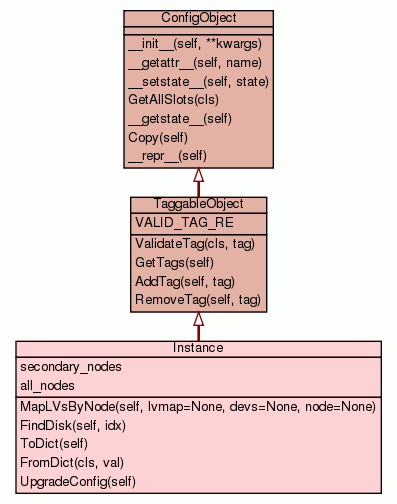 ConfigObject
__init__(self, **kwargs)
__getattr__(self, name)
__setstate__(self, state)
GetAllSlots(cls)
__getstate__(self)
Copy(self)
__repr__(self)
TaggableObject
VALID_TAG_RE
ValidateTag(cls, tag)
GetTags(self)
AddTag(self, tag)
RemoveTag(self, tag)
Instance
secondary_nodes
all_nodes
MapLVsByNode(self, lvmap=None, devs=None, node=None)
FindDisk(self, idx)
ToDict(self)
FromDict(cls, val)
UpgradeConfig(self)